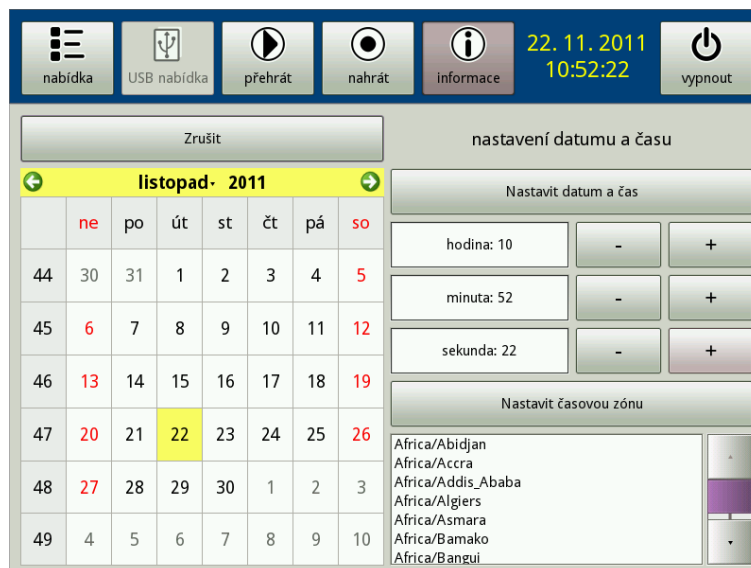 nabídka
USB nabídka
přehrát
nahrát
informace
22. 11. 2011
10:52:22
vypnout
Zrušit
nastavení datumu a času
listopad 2011
ne po út st čt pá so
44 30 31 1 2 3 4 5
45 6 7 8 9 10 11 12
46 13 14 15 16 17 18 19
47 20 21 22 23 24 25 26
48 27 28 29 30 1 2 3
49 4 5 6 7 8 9 10
Nastavit datum a čas
hodina: 10 - +
minuta: 52 - +
sekunda: 22 - +
Nastavit časovou zónu
Africa/Abidjan
Africa/Accra
Africa/Addis_Ababa
Africa/Algiers
Africa/Asmara
Africa/Bamako
Africa/Bangui